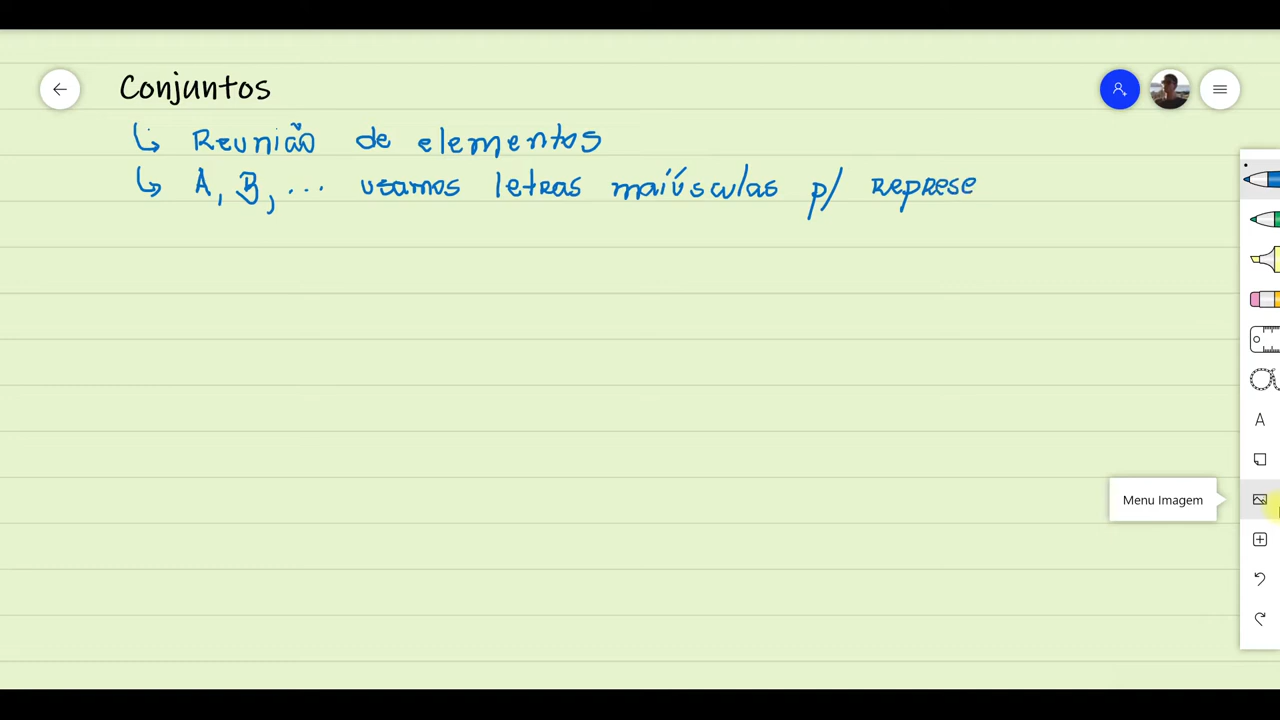 Conjuntos
↳ Reunião de elementos
↳ A, B, ... usamos letras maiúsculas p/ represe
A
Menu Imagem